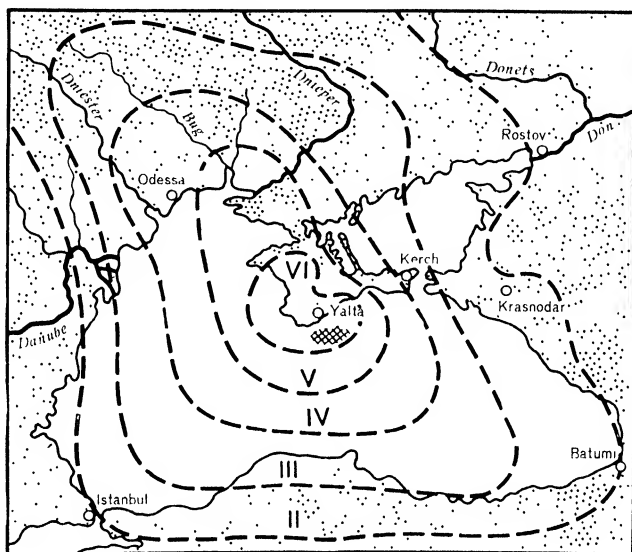 Dniester
Bug
Dnieper
Donets
Rostov
Don
Odessa
VI
Kerch
Yalta
Krasnodar
Danube
V
IV
III
Batumi
Istanbul
II